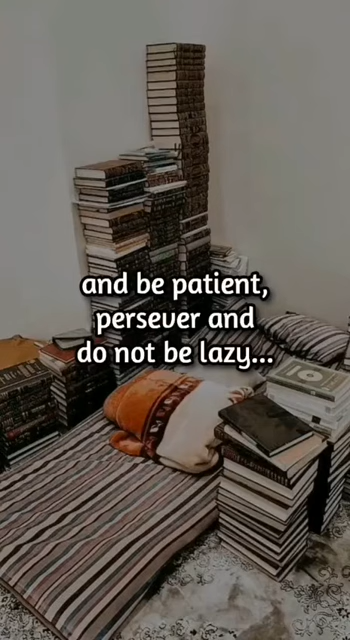 and be patient,
persever and
do not be lazy...